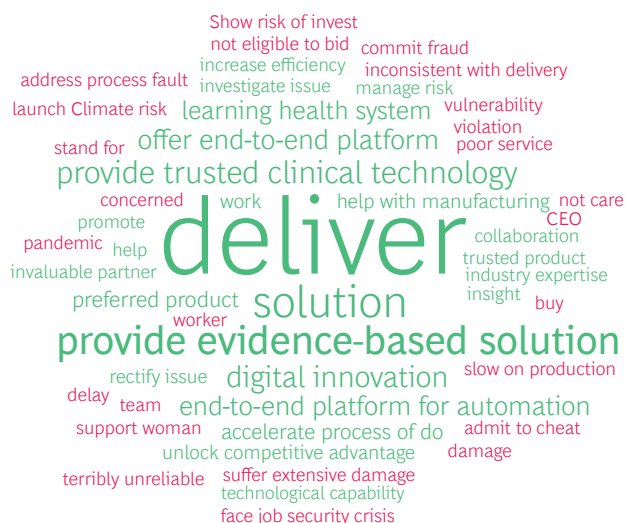 Show risk of invest
not eligible to bid
commit fraud
increase efficiency
inconsistent with delivery
address process fault
investigate issue
manage risk
launch Climate risk
learning health system
vulnerability
violation
stand for
offer end-to-end platform
poor service
provide trusted clinical technology
concerned
work
help with manufacturing
not care
CEO
promote
deliver
collaboration
pandemic
help
trusted product
invaluable partner
industry expertise
preferred product
solution
insight
buy
worker
provide evidence-based solution
rectify issue
digital innovation
slow on production
delay
team
end-to-end platform for automation
support woman
accelerate process of do
admit to cheat
unlock competitive advantage
damage
terribly unreliable
suffer extensive damage
technological capability
face job security crisis